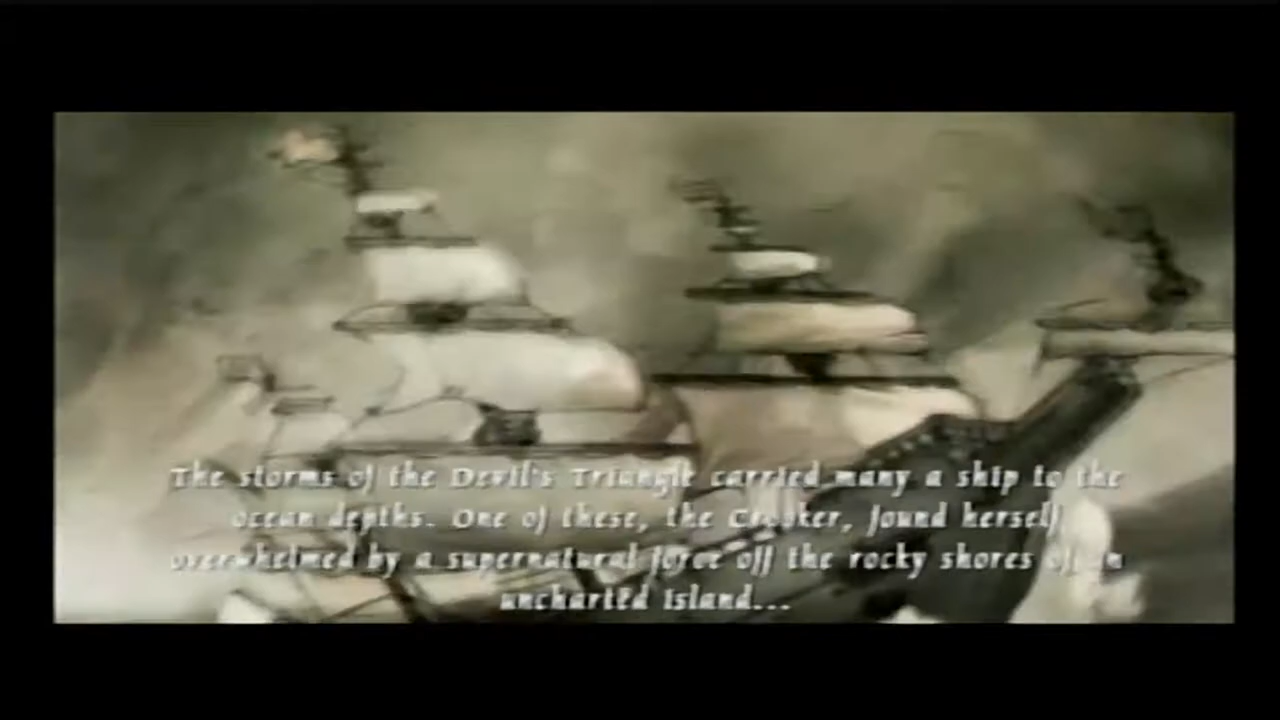 The storms of the Devil's Triangle carried many a ship to the
ocean depths. One of these, the Crooker, found herself
overwhelmed by a supernatural force off the rocky shores of an
uncharted island...